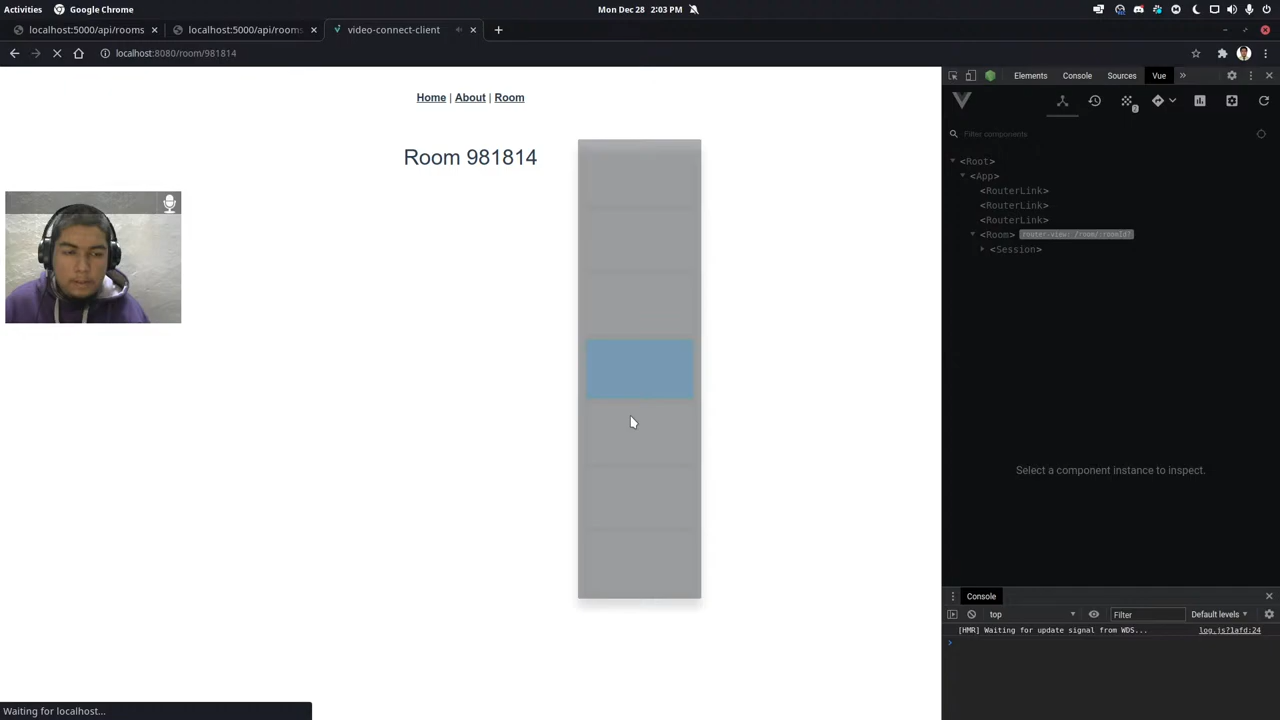 Activities
Google Chrome
Mon Dec 28 2:03 PM
localhost:5000/api/rooms
localhost:5000/api/rooms
video-connect-client
localhost:8080/room/981814
Home | About | Room
Room 981814
Waiting for localhost...
Elements
Console
Sources
Vue
2
Filter components
<Root>
<App>
<RouterLink>
<RouterLink>
<RouterLink>
<Room> router-view: /room/:roomId?
<Session>
Select a component instance to inspect.
Console
top
Filter
Default levels
[HMR] Waiting for update signal from WDS...
log.js?1afd:24